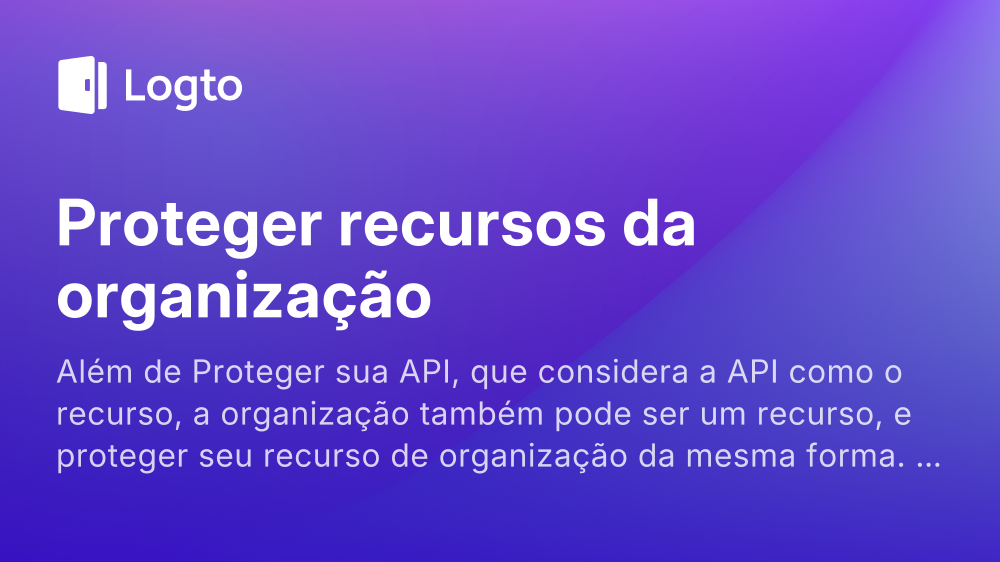 Logto
Proteger recursos da
organização
Além de Proteger sua API, que considera a API como o
recurso, a organização também pode ser um recurso, e
proteger seu recurso de organização da mesma forma. ...